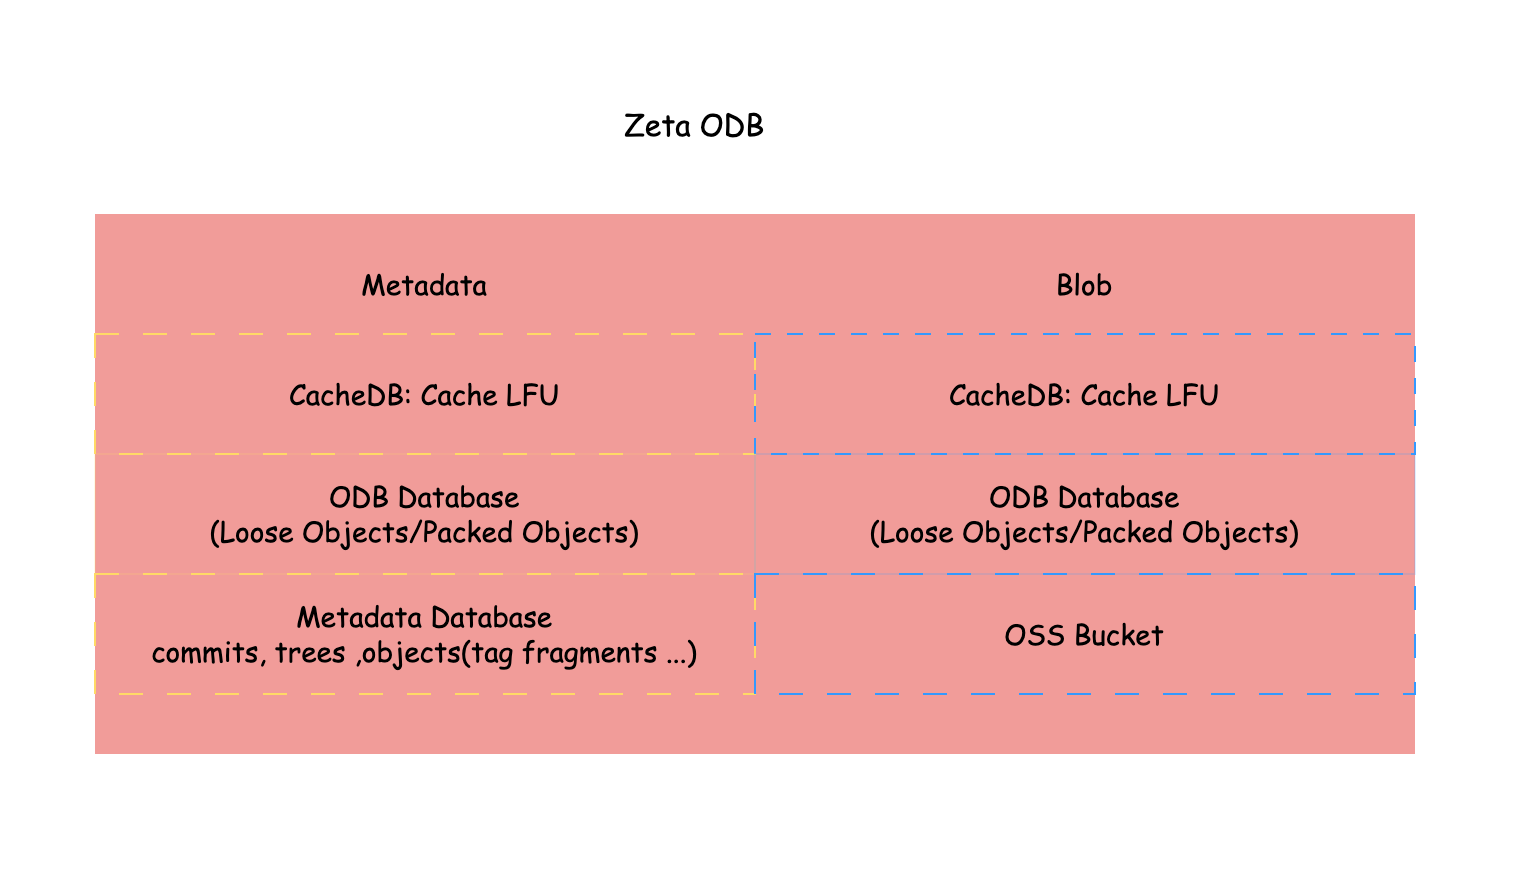 Zeta ODB
Metadata
Blob
CacheDB: Cache LFU
CacheDB: Cache LFU
ODB Database
(Loose Objects/Packed Objects)
ODB Database
(Loose Objects/Packed Objects)
Metadata Database
commits, trees ,objects(tag fragments ...)
OSS Bucket